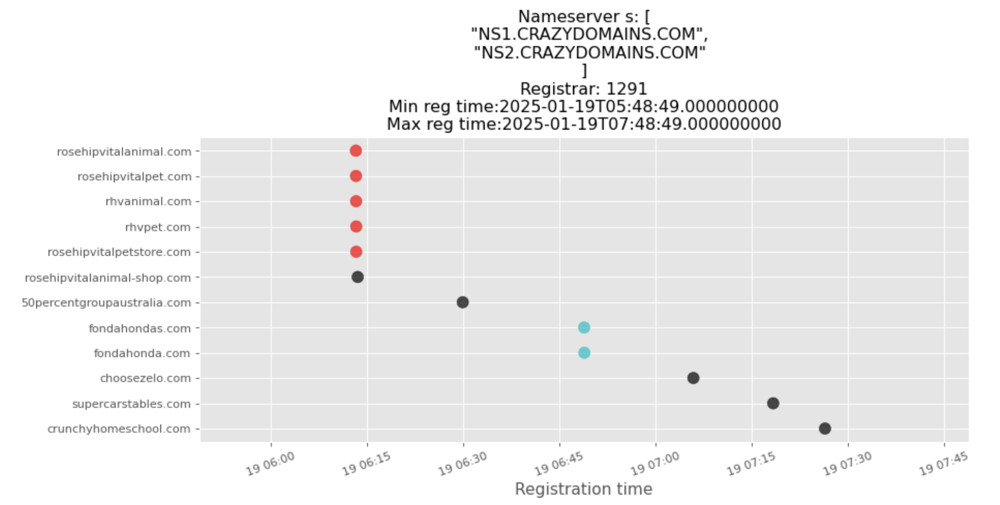 Nameserver s: [
"NS1.CRAZYDOMAINS.COM",
"NS2.CRAZYDOMAINS.COM"
]
Registrar: 1291
Min reg time:2025-01-19T05:48:49.000000000
Max reg time:2025-01-19T07:48:49.000000000
rosehipvitalanimal.com
rosehipvitalpet.com
rhvanimal.com
rhvpet.com
rosehipvitalpetstore.com
rosehipvitalanimal-shop.com
50percentgroupaustralia.com
fondahondas.com
fondahonda.com
choosezelo.com
supercarstables.com
crunchyhomeschool.com
19 06:00 19 06:15 19 06:30 19 06:45 19 07:00 19 07:15 19 07:30 19 07:45
Registration time